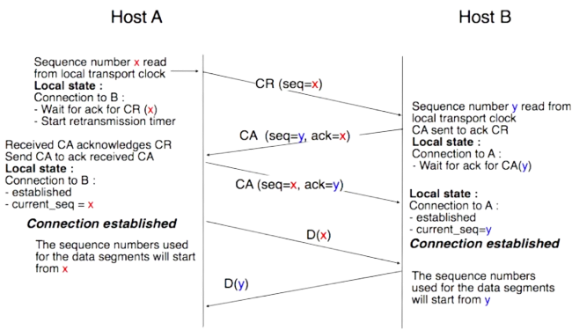 Host A
Host B
Sequence number x read
from local transport clock
Local state :
Connection to B :
- Wait for ack for CR (x)
- Start retransmission timer
CR (seq=x)
Sequence number y read from
local transport clock
CA sent to ack CR
Local state :
Connection to A :
- Wait for ack for CA(y)
CA (seq=y, ack=x)
Received CA acknowledges CR
Send CA to ack received CA
Local state :
Connection to B :
- established
- current_seq = x
CA (seq=x, ack=y)
Local state :
Connection to A :
- established
- current_seq=y
Connection established
Connection established
The sequence numbers used
for the data segments will start
from x
D(x)
The sequence numbers
used for the data segments
will start from y
D(y)